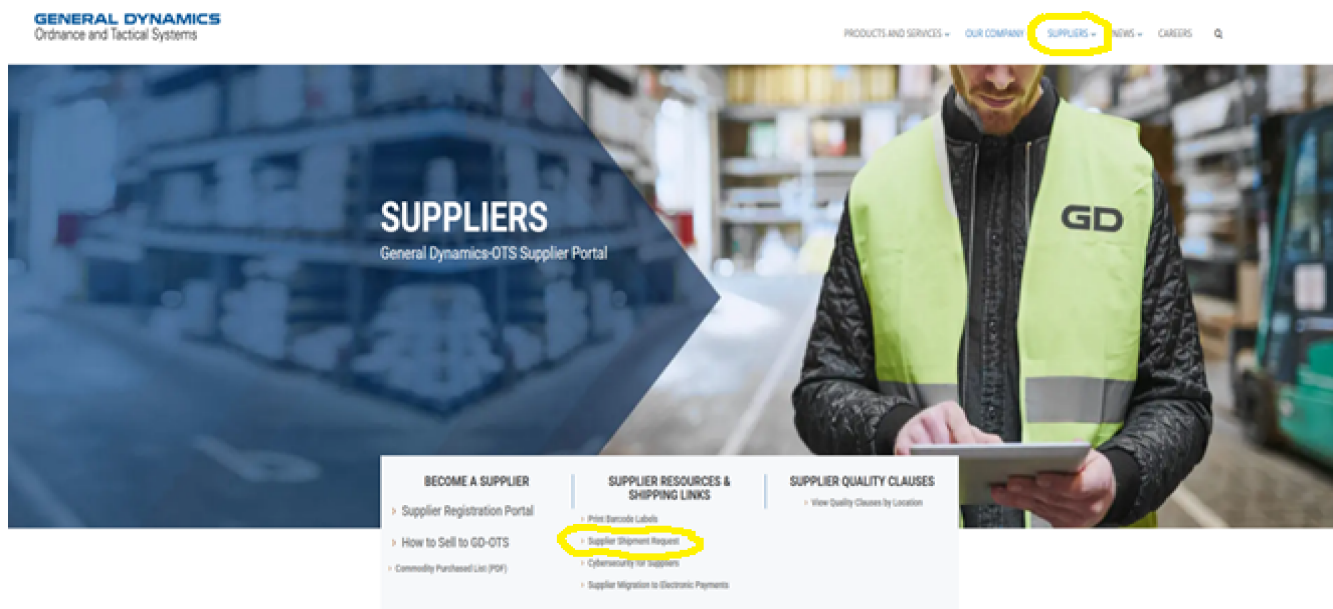 GENERAL DYNAMICS
Ordnance and Tactical Systems
PRODUCTS AND SERVICES OUR COMPANY SUPPLIERS NEWS CAREERS
SUPPLIERS
General Dynamics-OTS Supplier Portal
GD
BECOME A SUPPLIER
› Supplier Registration Portal
› How to Sell to GD-OTS
› Commodity Purchased List (PDF)
SUPPLIER RESOURCES &
SHIPPING LINKS
› Print Barcode Labels
› Supplier Shipment Request
› Cybersecurity for Suppliers
› Supplier Migration to Electronic Payments
SUPPLIER QUALITY CLAUSES
› View Quality Clauses by Location